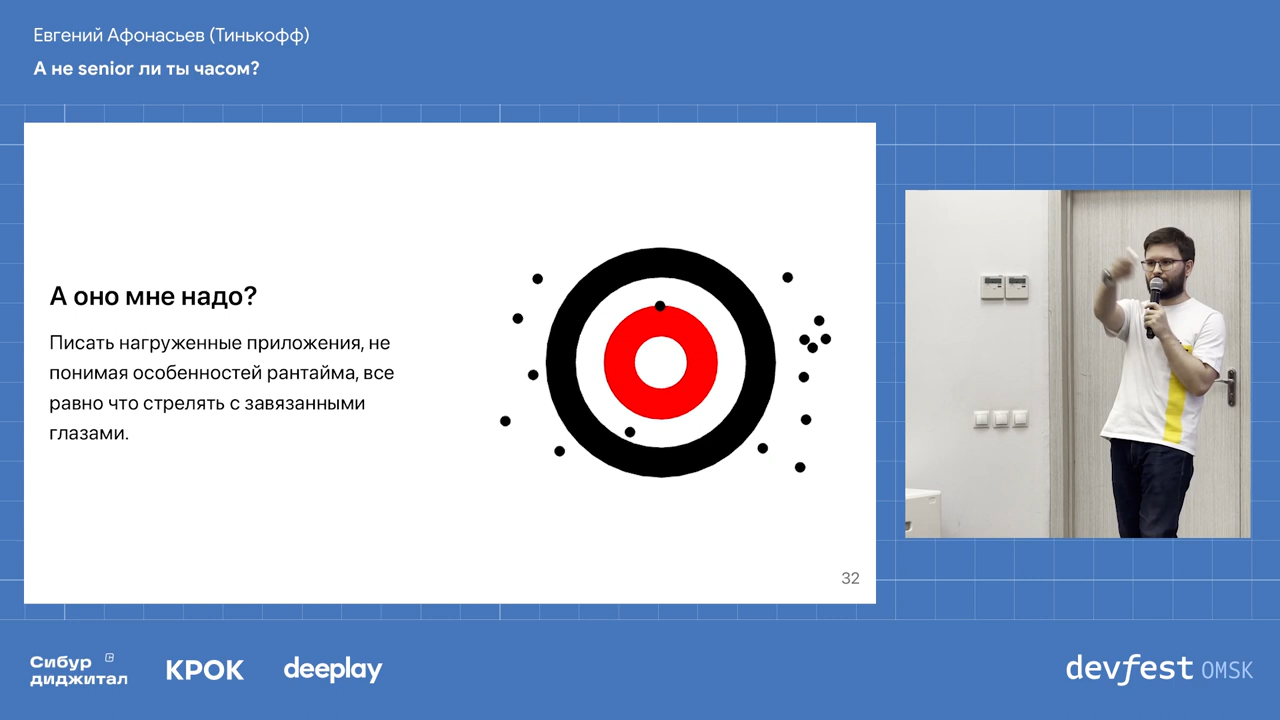 Евгений Афонасьев (Тинькофф)
А не senior ли ты часом?
А оно мне надо?
Писать нагруженные приложения, не
понимая особенностей рантайма, все
равно что стрелять с завязанными
глазами.
32
Сибур
диджитал
КРОК
deeplay
devfest OMSK